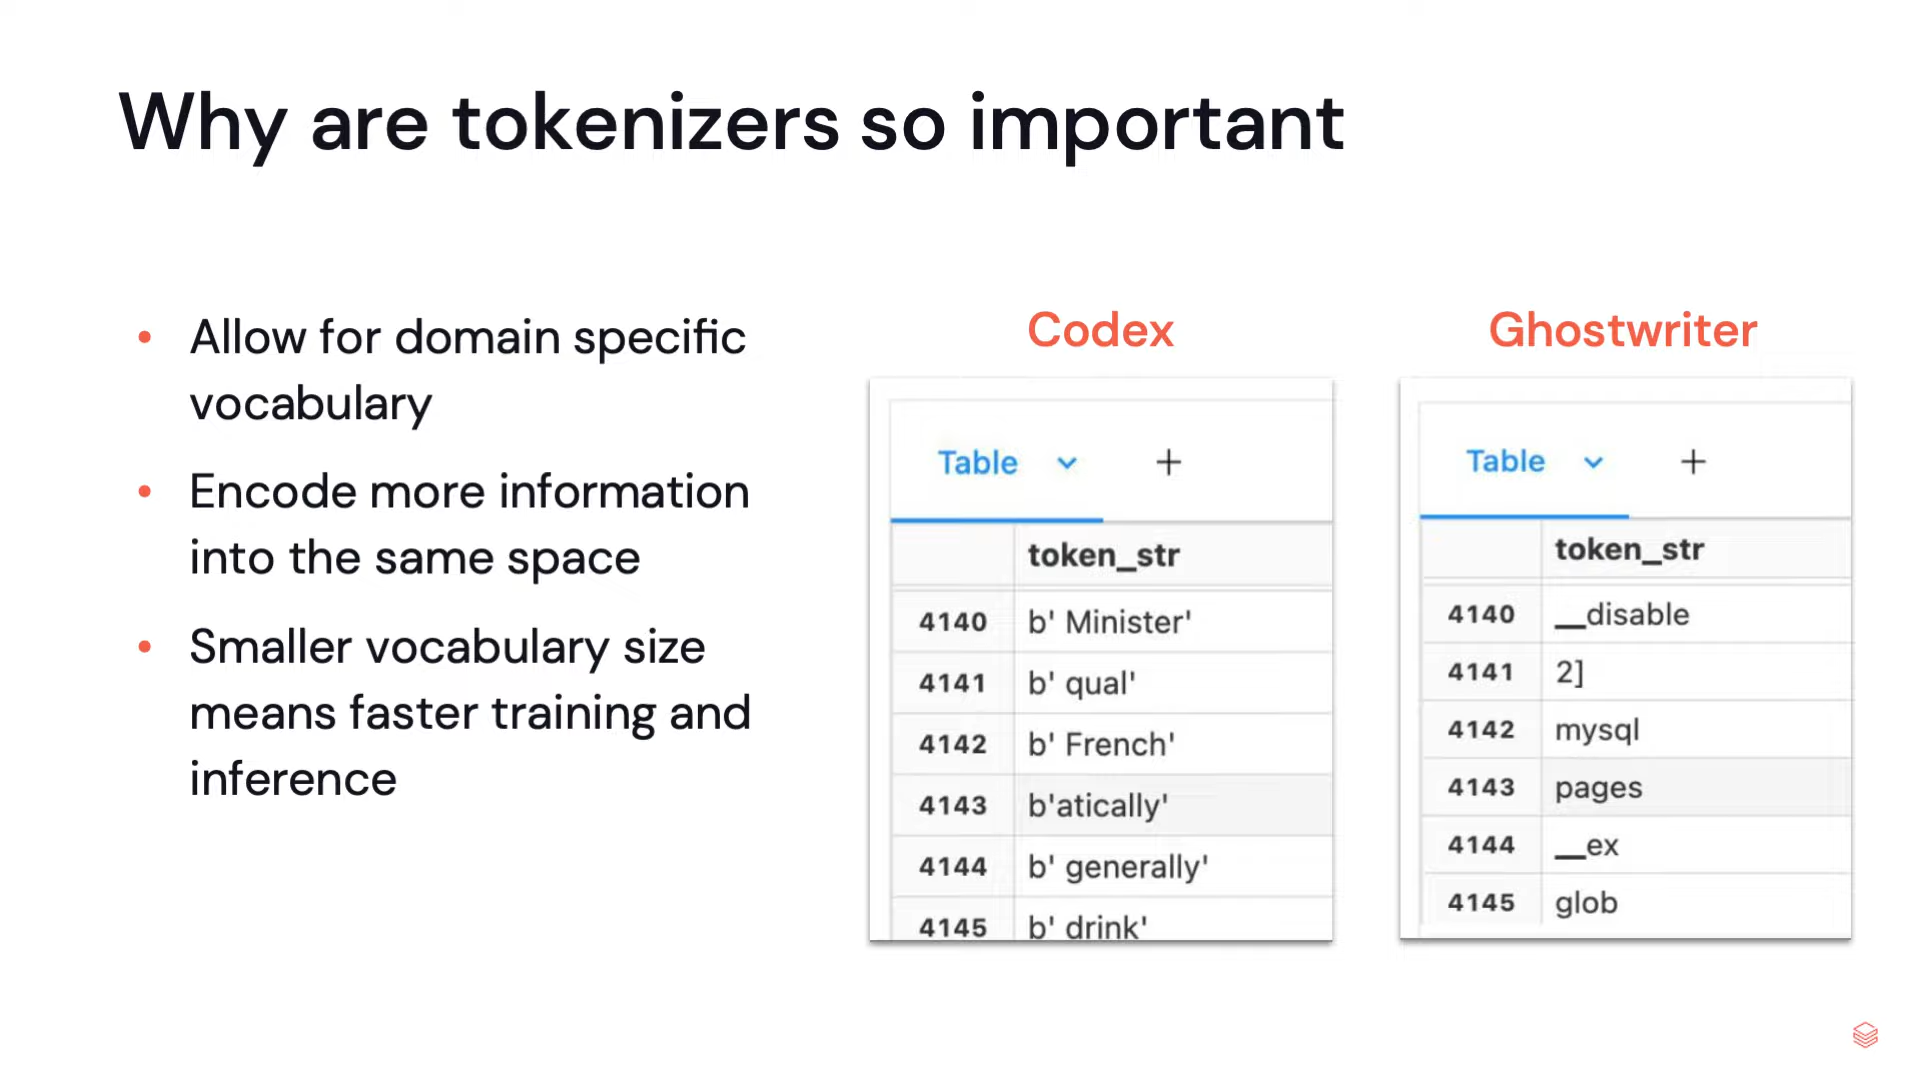 Why are tokenizers so important
• Allow for domain specific
vocabulary
• Encode more information
into the same space
• Smaller vocabulary size
means faster training and
inference
Codex
Table +
token_str
4140 b' Minister'
4141 b' qual'
4142 b' French'
4143 b'atically'
4144 b' generally'
4145 b' drink'
Ghostwriter
Table +
token_str
4140 __disable
4141 2]
4142 mysql
4143 pages
4144 __ex
4145 glob